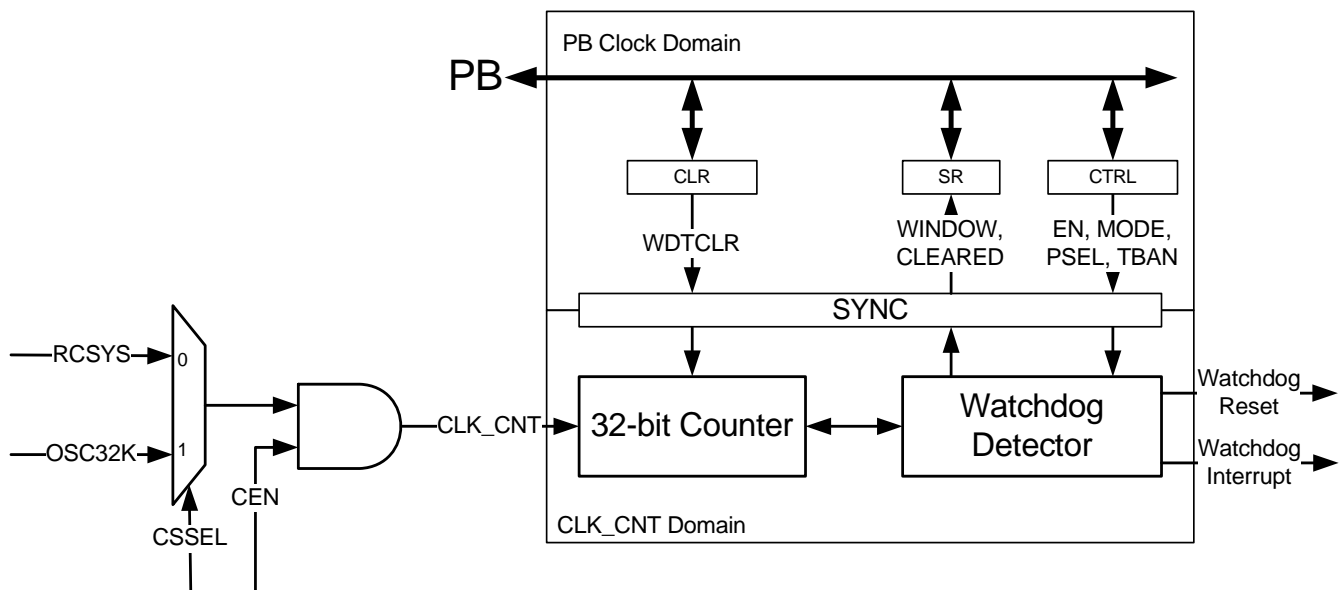 PB Clock Domain
PB
CLR
SR
CTRL
WDTCLR
WINDOW,
CLEARED
EN, MODE,
PSEL, TBAN
SYNC
RCSYS
0
OSC32K
1
CSSEL
CEN
CLK_CNT
32-bit Counter
Watchdog
Detector
Watchdog
Reset
Watchdog
Interrupt
CLK_CNT Domain